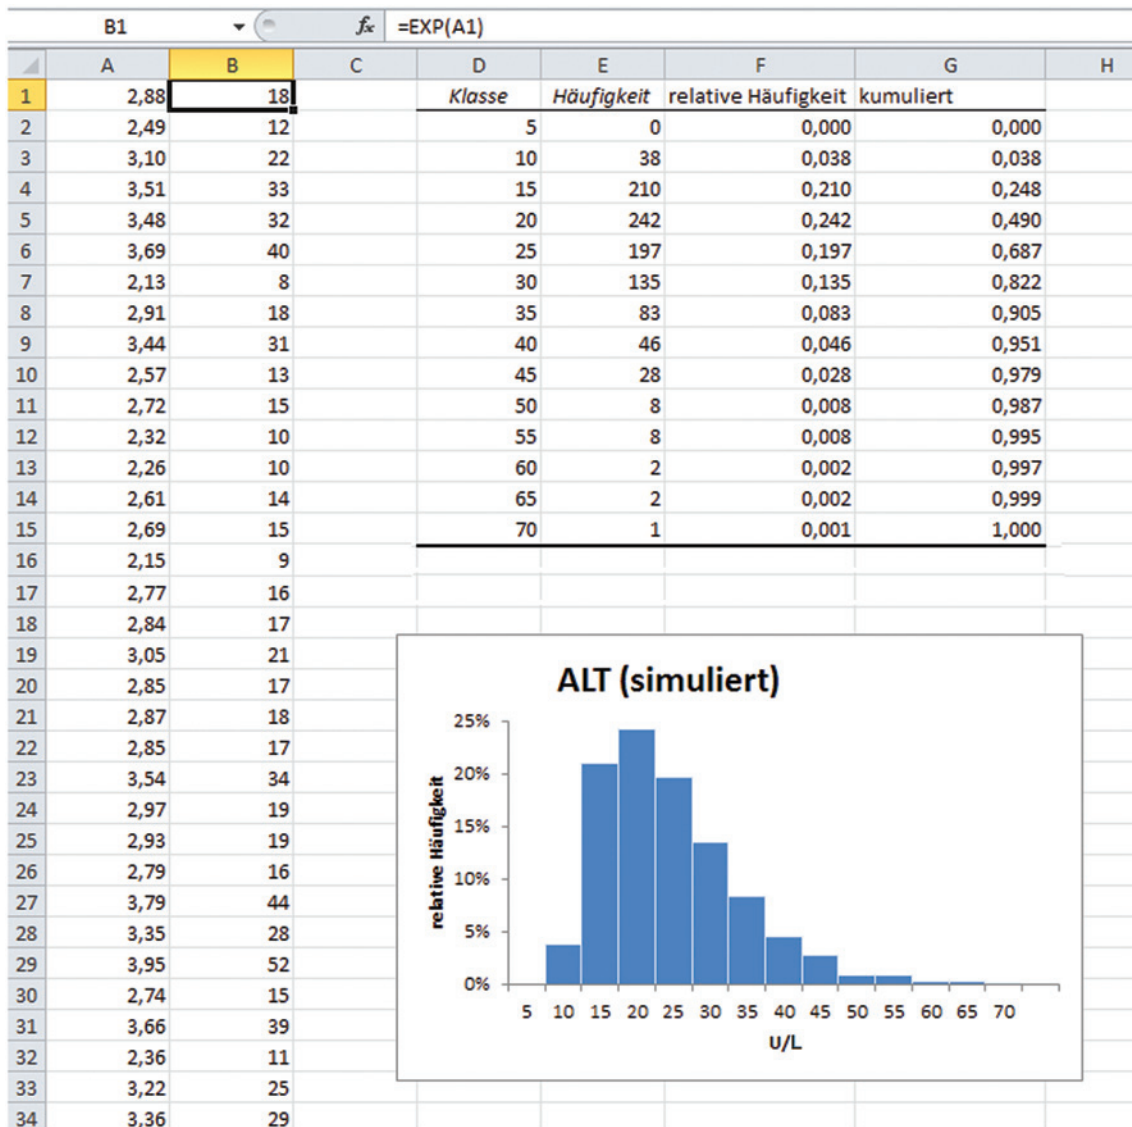 B1 fx =EXP(A1)
A B C D E F G H
1 2,88 18 Klasse Häufigkeit relative Häufigkeit kumuliert
2 2,49 12 5 0 0,000 0,000
3 3,10 22 10 38 0,038 0,038
4 3,51 33 15 210 0,210 0,248
5 3,48 32 20 242 0,242 0,490
6 3,69 40 25 197 0,197 0,687
7 2,13 8 30 135 0,135 0,822
8 2,91 18 35 83 0,083 0,905
9 3,44 31 40 46 0,046 0,951
10 2,57 13 45 28 0,028 0,979
11 2,72 15 50 8 0,008 0,987
12 2,32 10 55 8 0,008 0,995
13 2,26 10 60 2 0,002 0,997
14 2,61 14 65 2 0,002 0,999
15 2,69 15 70 1 0,001 1,000
16 2,15 9
17 2,77 16
18 2,84 17
19 3,05 21
20 2,85 17
21 2,87 18
22 2,85 17
23 3,54 34
24 2,97 19
25 2,93 19
26 2,79 16
27 3,79 44
28 3,35 28
29 3,95 52
30 2,74 15
31 3,66 39
32 2,36 11
33 3,22 25
34 3,36 29
ALT (simuliert)
relative Häufigkeit
25%
20%
15%
10%
5%
0%
5 10 15 20 25 30 35 40 45 50 55 60 65 70
U/L